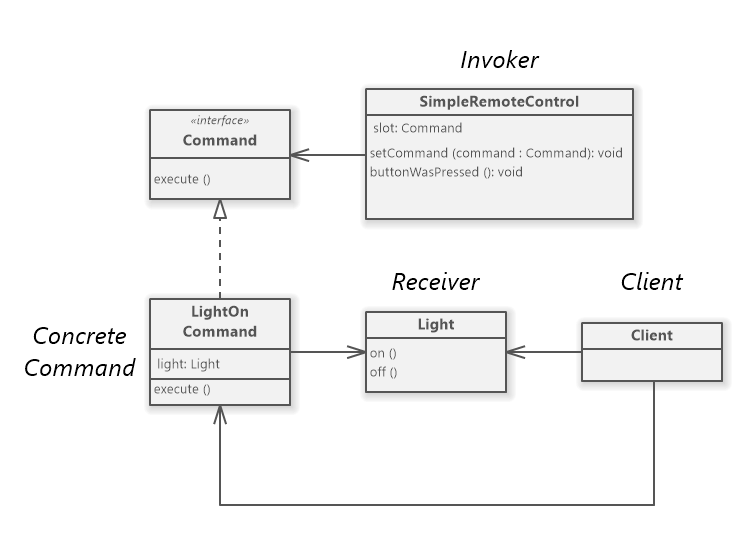 Invoker
«interface»
Command
execute ()
SimpleRemoteControl
slot: Command
setCommand (command : Command): void
buttonWasPressed (): void
Concrete
Command
LightOn
Command
light: Light
execute ()
Receiver
Light
on ()
off ()
Client
Client